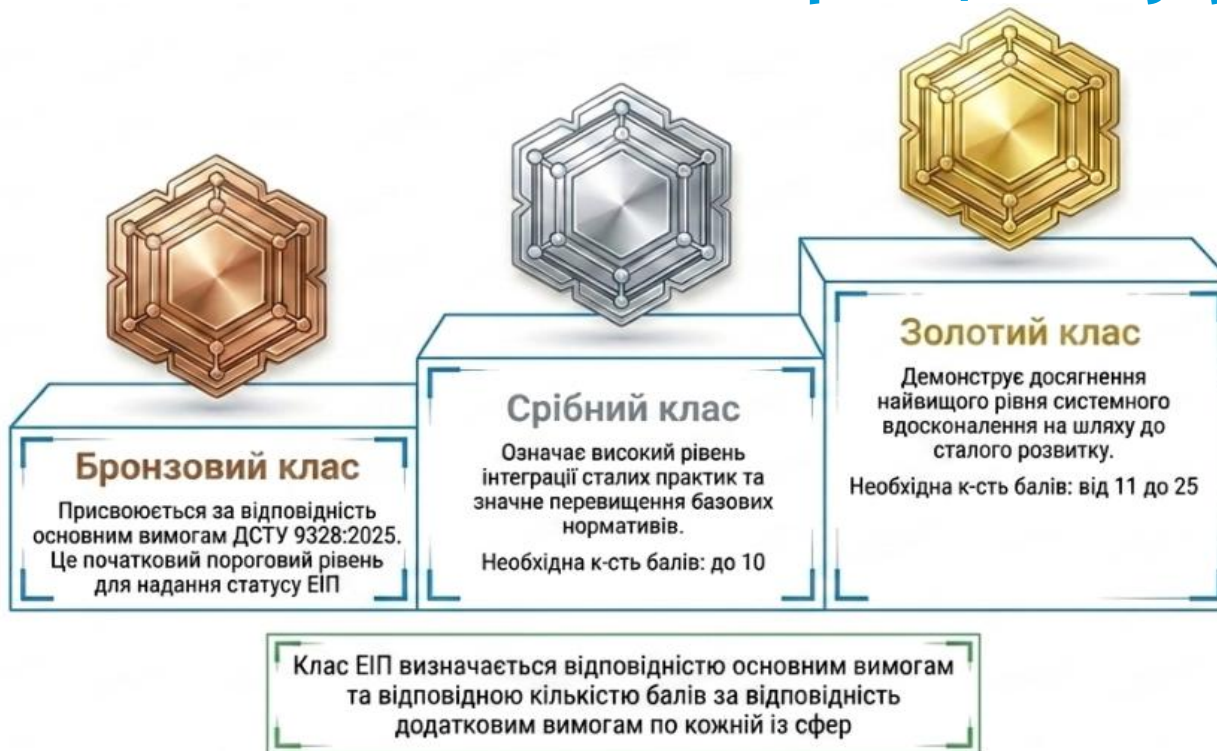 Бронзовий клас
Присвоюється за відповідність
основним вимогам ДСТУ 9328:2025.
Це початковий пороговий рівень
для надання статусу ЕІП
Срібний клас
Означає високий рівень
інтеграції сталих практик та
значне перевищення базових
нормативів.
Необхідна к-сть балів: до 10
Золотий клас
Демонструє досягнення
найвищого рівня системного
вдосконалення на шляху до
сталого розвитку.
Необхідна к-сть балів: від 11 до 25
Клас ЕІП визначається відповідністю основним вимогам
та відповідною кількістю балів за відповідність
додатковим вимогам по кожній із сфер